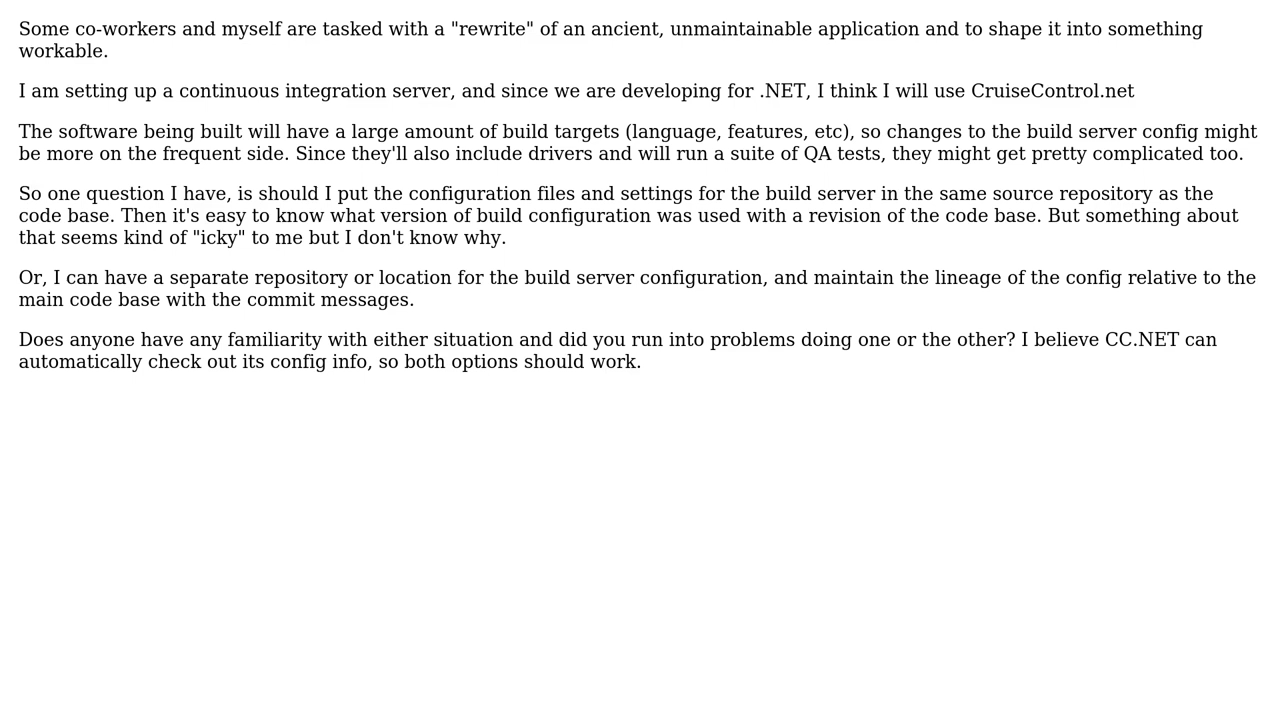 Some co-workers and myself are tasked with a "rewrite" of an ancient, unmaintainable application and to shape it into something
workable.
I am setting up a continuous integration server, and since we are developing for .NET, I think I will use CruiseControl.net
The software being built will have a large amount of build targets (language, features, etc), so changes to the build server config might
be more on the frequent side. Since they'll also include drivers and will run a suite of QA tests, they might get pretty complicated too.
So one question I have, is should I put the configuration files and settings for the build server in the same source repository as the
code base. Then it's easy to know what version of build configuration was used with a revision of the code base. But something about
that seems kind of "icky" to me but I don't know why.
Or, I can have a separate repository or location for the build server configuration, and maintain the lineage of the config relative to the
main code base with the commit messages.
Does anyone have any familiarity with either situation and did you run into problems doing one or the other? I believe CC.NET can
automatically check out its config info, so both options should work.